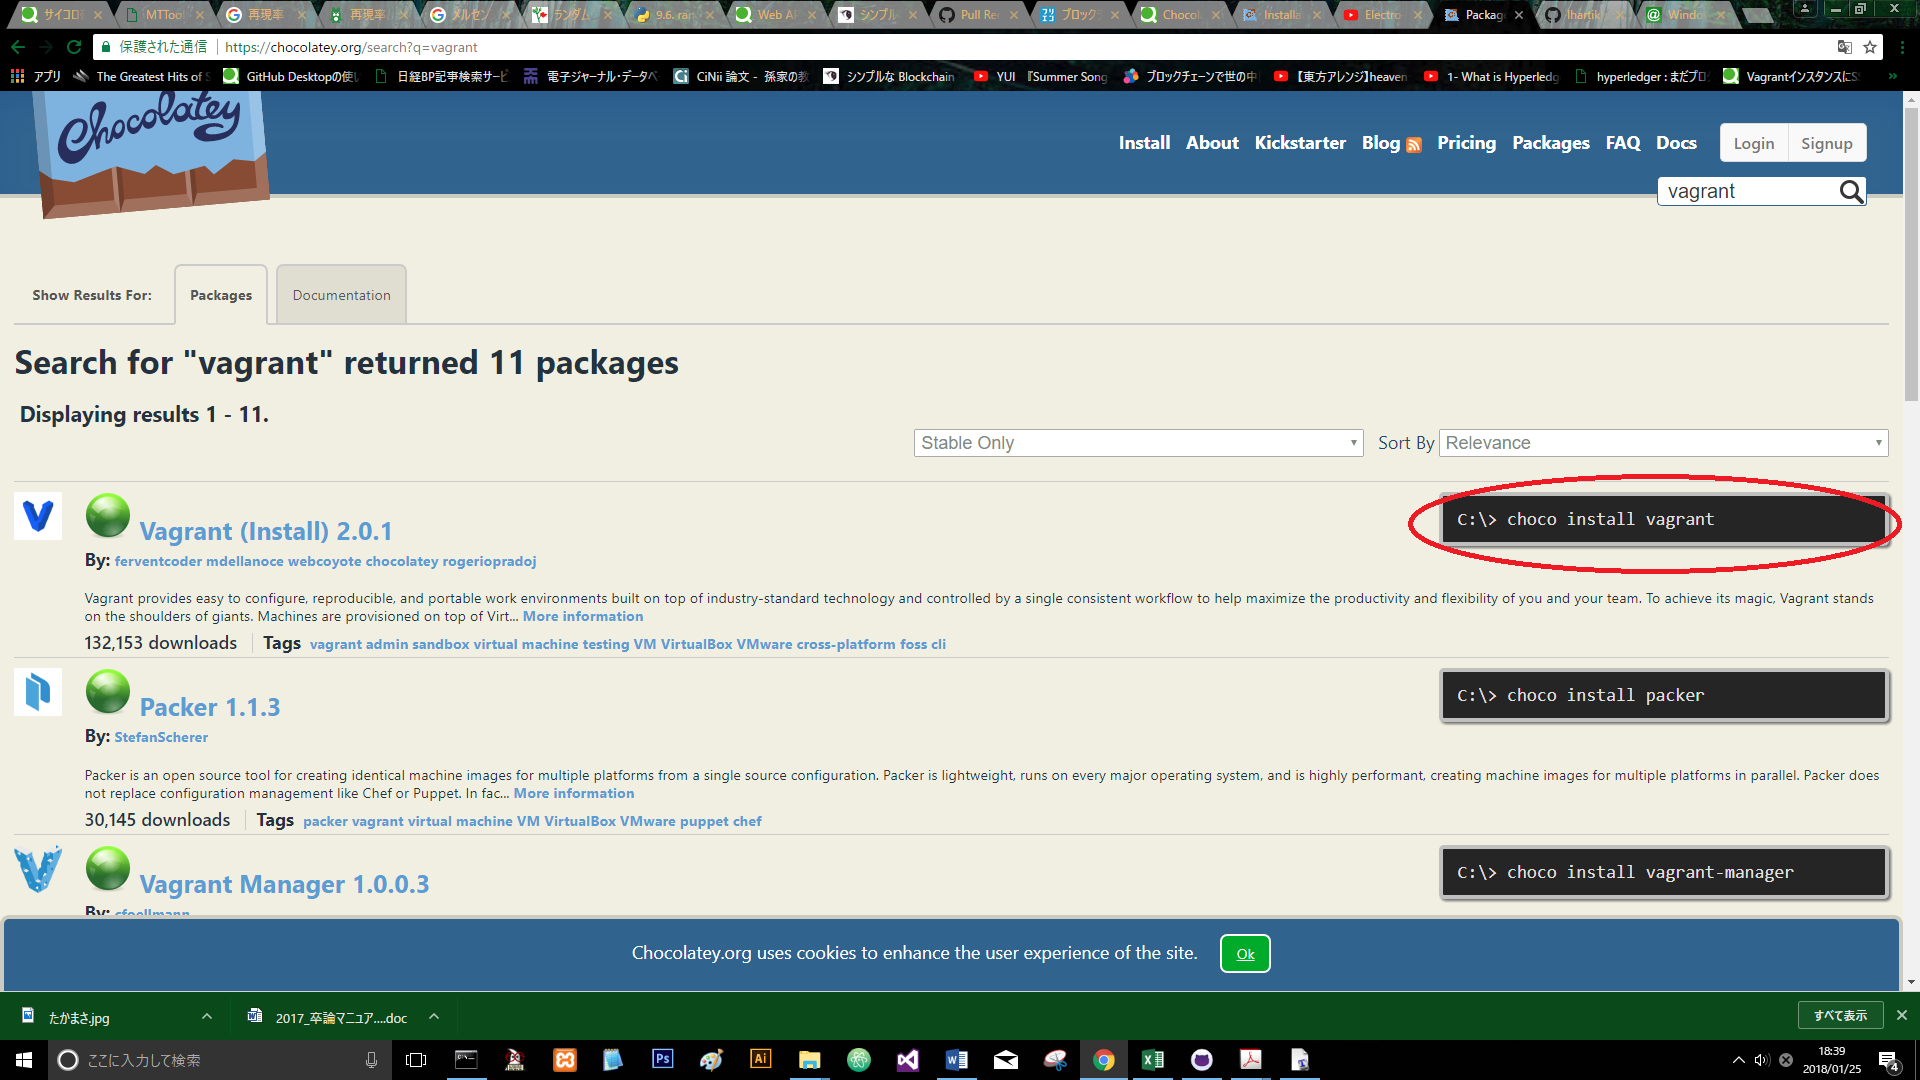 サイコロ
MTToo
再現率
再現率
メルセン
ランダム
9.6. ran
Web AP
シンプル
Pull Re
ブロック
Chocol
Installa
Electro
Packag
lhartik
Windo
保護された通信
https://chocolatey.org/search?q=vagrant
アプリ
The Greatest Hits of S
GitHub Desktopの使い
日経BP記事検索サービ
電子ジャーナル・データベ
CiNii 論文 - 孫家の教
シンプルな Blockchain
YUI 『Summer Song
ブロックチェーンで世の中
【東方アレンジ】heaven
1- What is Hyperledg
hyperledger : まだプロ
VagrantインスタンスにS
»
Chocolatey
Install
About
Kickstarter
Blog
Pricing
Packages
FAQ
Docs
Login
Signup
vagrant
Show Results For:
Packages
Documentation
Search for "vagrant" returned 11 packages
Displaying results 1 - 11.
Stable Only
Sort By
Relevance
Vagrant (Install) 2.0.1
C:\> choco install vagrant
By: ferventcoder mdellanoce webcoyote chocolatey rogeriopradoj
Vagrant provides easy to configure, reproducible, and portable work environments built on top of industry-standard technology and controlled by a single consistent workflow to help maximize the productivity and flexibility of you and your team. To achieve its magic, Vagrant stands
on the shoulders of giants. Machines are provisioned on top of Virt... More information
132,153 downloads
Tags vagrant admin sandbox virtual machine testing VM VirtualBox VMware cross-platform foss cli
Packer 1.1.3
C:\> choco install packer
By: StefanScherer
Packer is an open source tool for creating identical machine images for multiple platforms from a single source configuration. Packer is lightweight, runs on every major operating system, and is highly performant, creating machine images for multiple platforms in parallel. Packer does
not replace configuration management like Chef or Puppet. In fac... More information
30,145 downloads
Tags packer vagrant virtual machine VM VirtualBox VMware puppet chef
Vagrant Manager 1.0.0.3
C:\> choco install vagrant-manager
By: cfoellmann
Chocolatey.org uses cookies to enhance the user experience of the site.
Ok
たかまさ.jpg
2017_卒論マニュア....doc
すべて表示
ここに入力して検索
Ps
Ai
18:39
2018/01/25
4